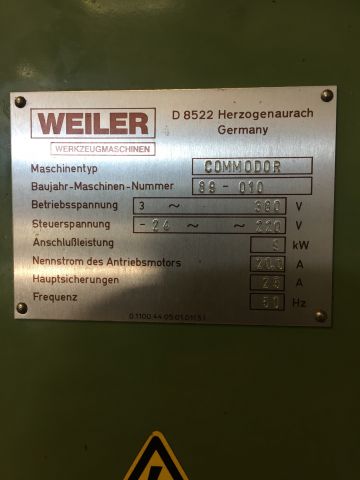 WEILER
WERKZEUGMASCHINEN
D 8522 Herzogenaurach
Germany
Maschinentyp COMMODOR
Baujahr-Maschinen-Nummer 89-010
Betriebsspannung 3 ~ 380 V
Steuerspannung -24 ~ ~ 220 V
Anschlußleistung kW
Nennstrom des Antriebsmotors A
Hauptsicherungen 25 A
Frequenz 50 Hz